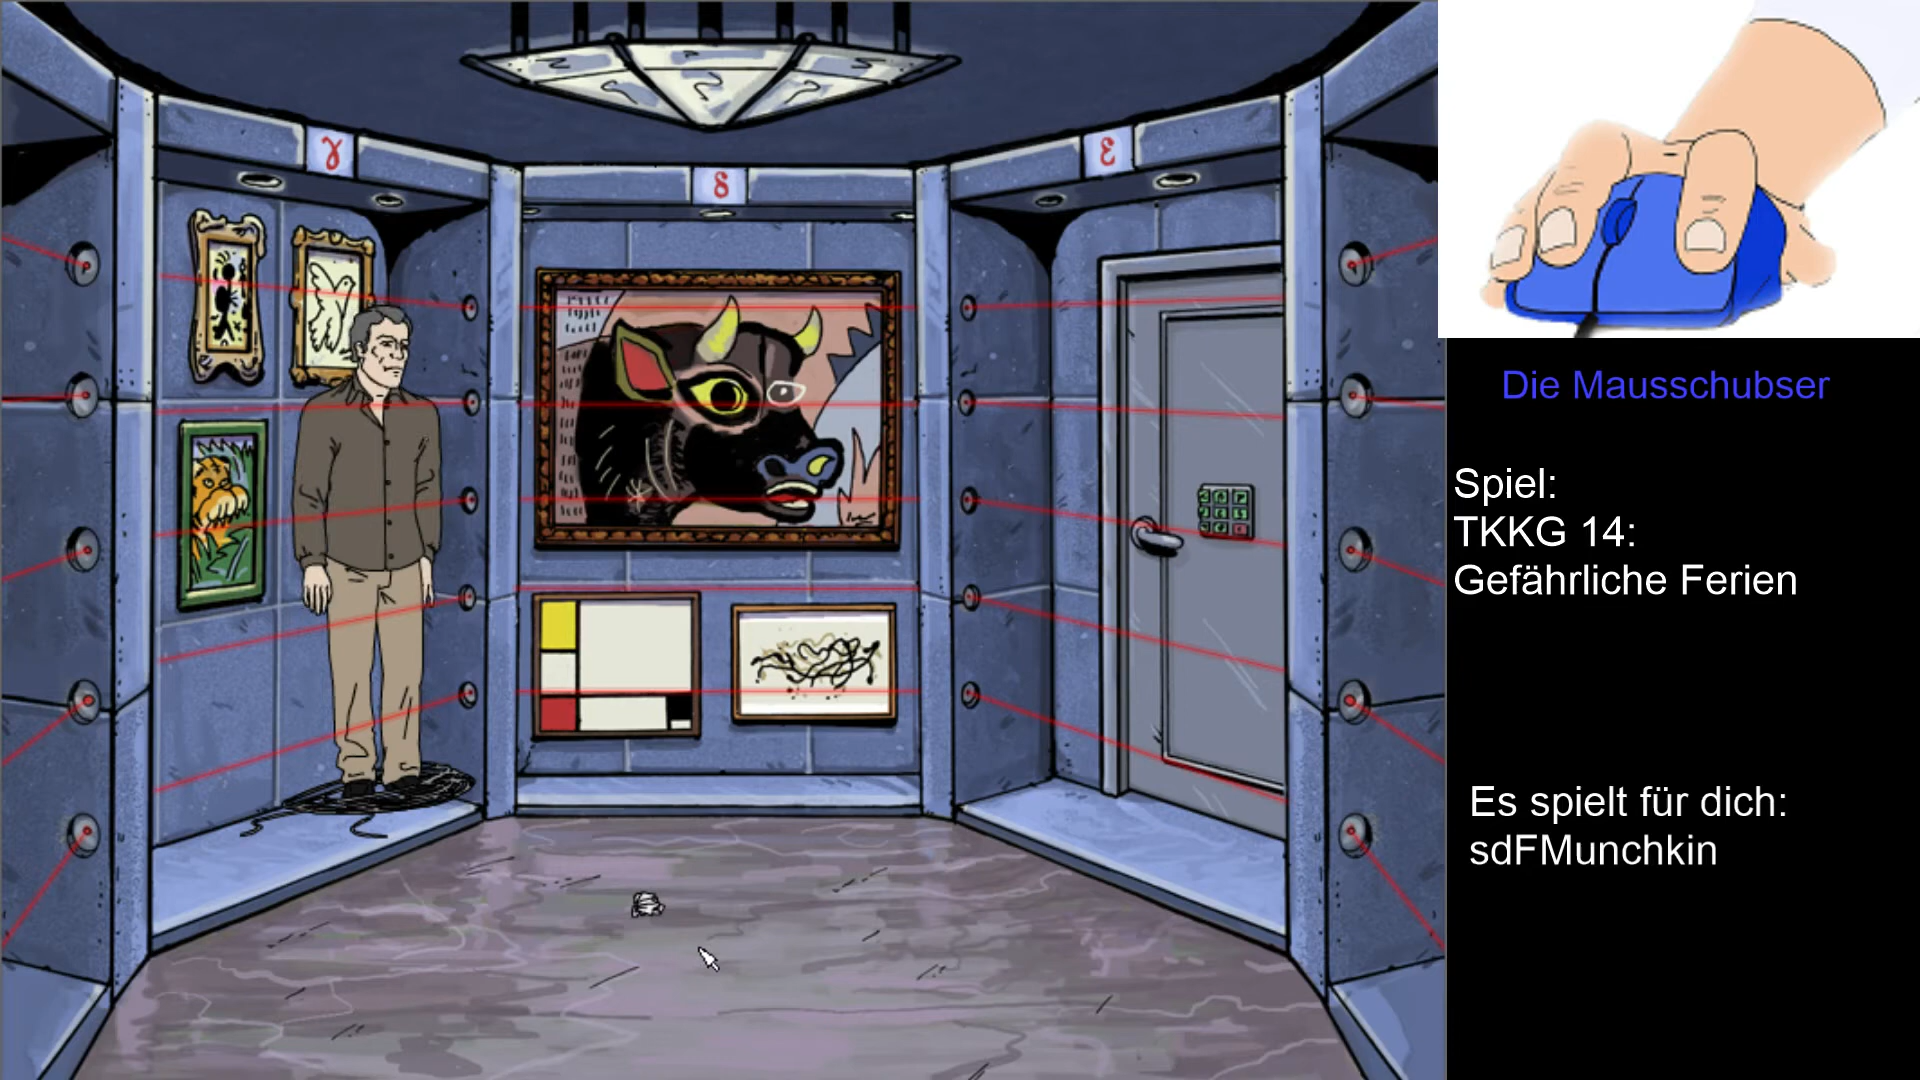 γ
δ
ε
Die Mausschubser
Spiel:
TKKG 14:
Gefährliche Ferien
Es spielt für dich:
sdFMunchkin